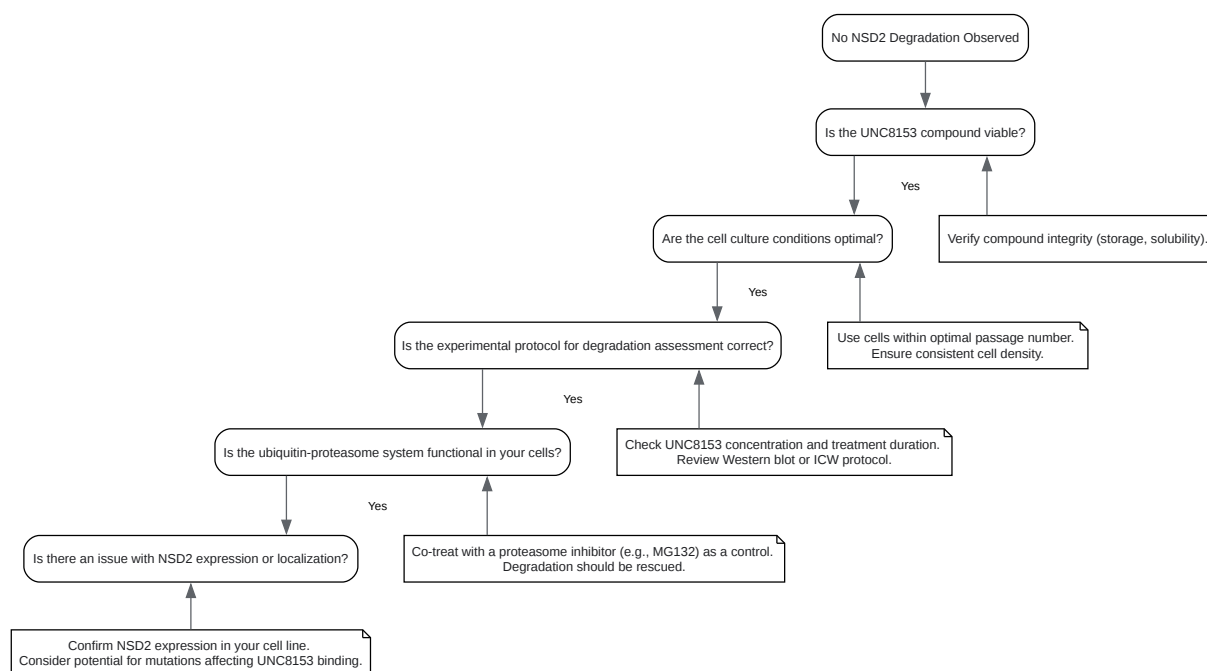 No NSD2 Degradation Observed
Is the UNC8153 compound viable?
Yes
Are the cell culture conditions optimal?
Verify compound integrity (storage, solubility).
Yes
Is the experimental protocol for degradation assessment correct?
Use cells within optimal passage number.
Ensure consistent cell density.
Yes
Is the ubiquitin-proteasome system functional in your cells?
Check UNC8153 concentration and treatment duration.
Review Western blot or ICW protocol.
Yes
Is there an issue with NSD2 expression or localization?
Co-treat with a proteasome inhibitor (e.g., MG132) as a control.
Degradation should be rescued.
Confirm NSD2 expression in your cell line.
Consider potential for mutations affecting UNC8153 binding.